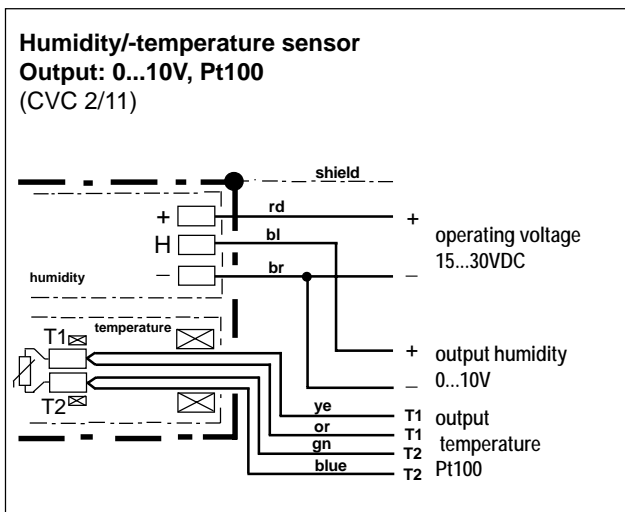 Humidity/-temperature sensor
Output: 0...10V, Pt100
(CVC 2/11)
shield
+ rd +
H bl
operating voltage
15...30VDC
− br −
humidity
temperature
T1
T2
+ output humidity
− 0...10V
ye T1 output
or T1 temperature
gn T2
blue T2 Pt100